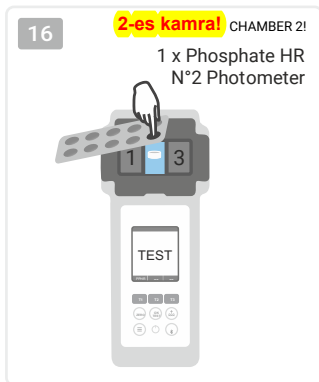 16
2-es kamra! CHAMBER 2!
1 x Phosphate HR
N°2 Photometer
1 3
TEST